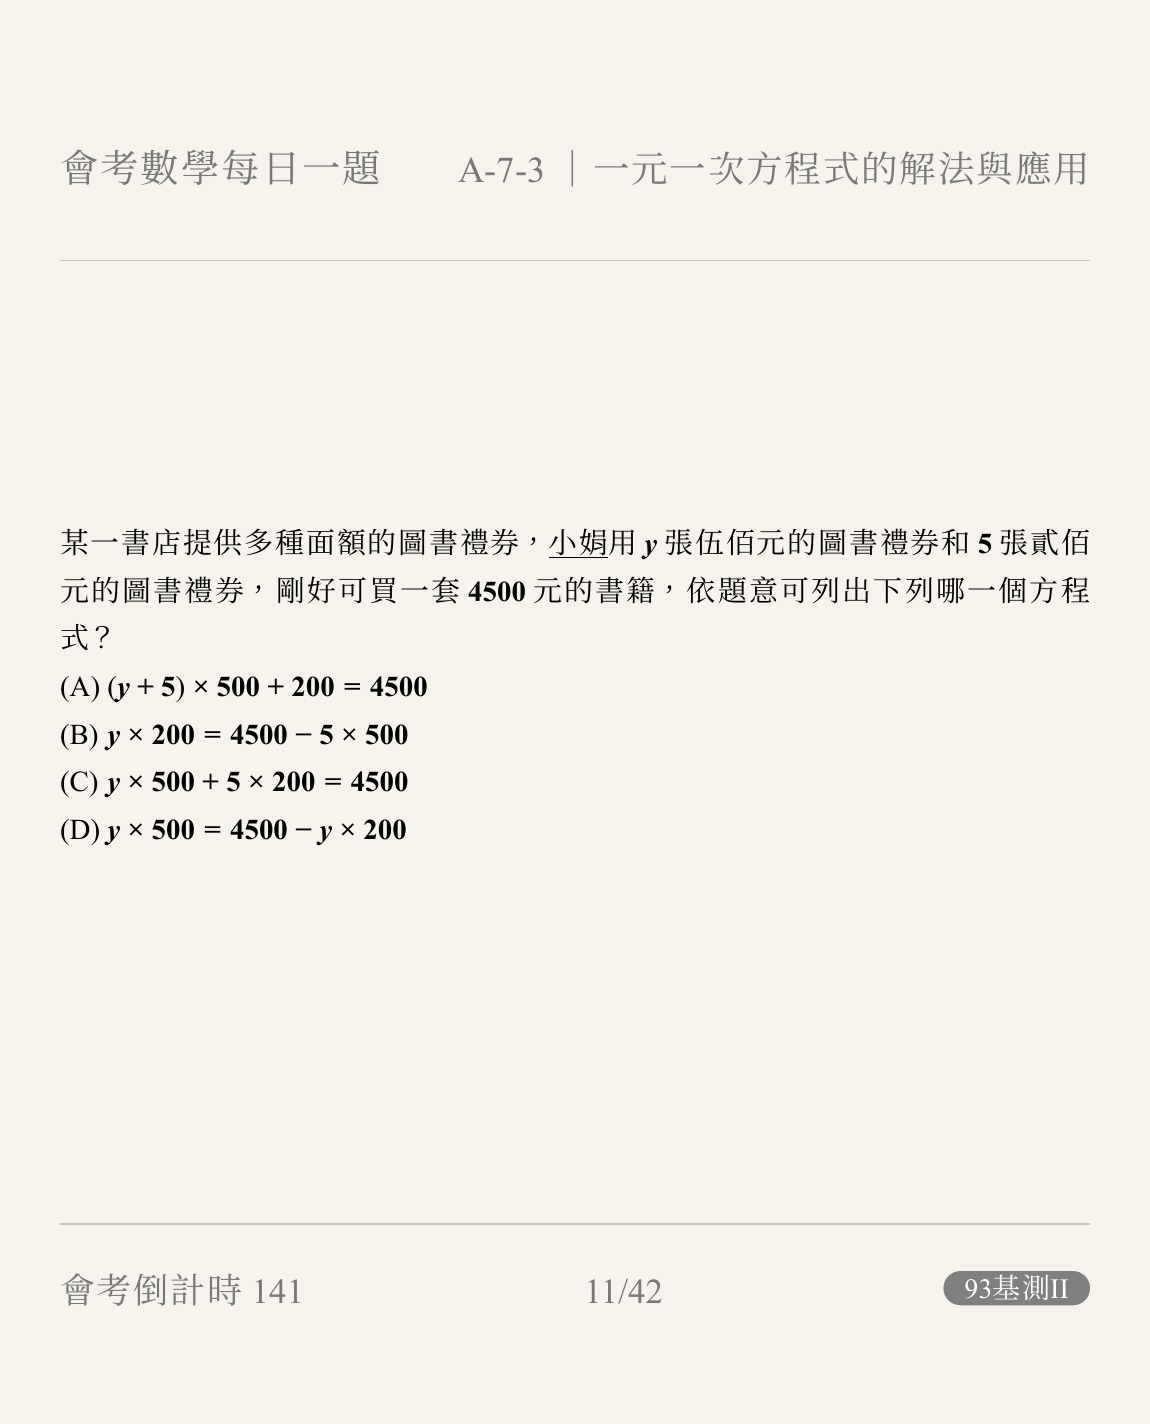 會考數學每日一題
A-7-3｜一元一次方程式的解法與應用
某一書店提供多種面額的圖書禮券，小娟用 y 張伍佰元的圖書禮券和 5 張貳佰
元的圖書禮券，剛好可買一套 4500 元的書籍，依題意可列出下列哪一個方程
式？
(A) (y + 5) × 500 + 200 = 4500
(B) y × 200 = 4500 − 5 × 500
(C) y × 500 + 5 × 200 = 4500
(D) y × 500 = 4500 − y × 200
會考倒計時 141
11/42
93基測II